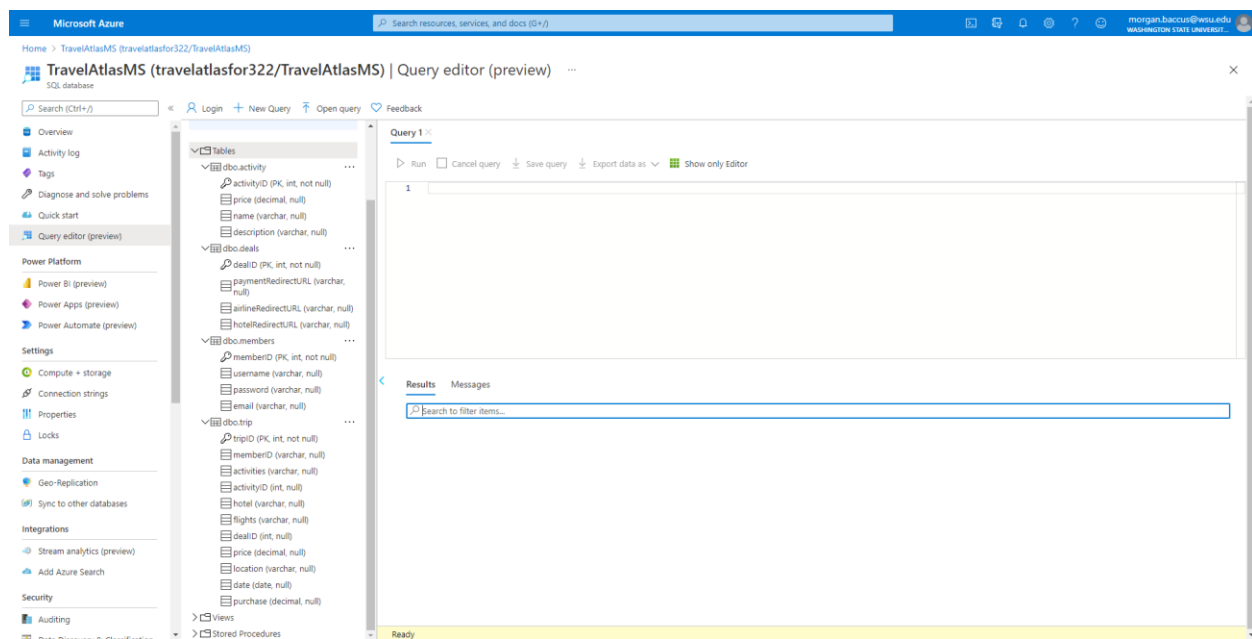 Microsoft Azure
Search resources, services, and docs (G+/)
morgan.baccus@wsu.edu
WASHINGTON STATE UNIVERSIT...
Home > TravelAtlasMS (travelatlasfor322/TravelAtlasMS)
TravelAtlasMS (travelatlasfor322/TravelAtlasMS) | Query editor (preview) ...
SQL database
Search (Ctrl+/)
Overview
Activity log
Tags
Diagnose and solve problems
Quick start
Query editor (preview)
Power Platform
Power BI (preview)
Power Apps (preview)
Power Automate (preview)
Settings
Compute + storage
Connection strings
Properties
Locks
Data management
Geo-Replication
Sync to other databases
Integrations
Stream analytics (preview)
Add Azure Search
Security
Auditing
Data Discovery & Classification
Login New Query Open query Feedback
Tables
dbo.activity ...
activityID (PK, int, not null)
price (decimal, null)
name (varchar, null)
description (varchar, null)
dbo.deals ...
dealID (PK, int, not null)
paymentRedirectURL (varchar,
null)
airlineRedirectURL (varchar, null)
hotelRedirectURL (varchar, null)
dbo.members ...
memberID (PK, int, not null)
username (varchar, null)
password (varchar, null)
email (varchar, null)
dbo.trip ...
tripID (PK, int, not null)
memberID (varchar, null)
activities (varchar, null)
activityID (int, null)
hotel (varchar, null)
flights (varchar, null)
dealID (int, null)
price (decimal, null)
location (varchar, null)
date (date, null)
purchase (decimal, null)
Views
Stored Procedures
Query 1
Run Cancel query Save query Export data as Show only Editor
1
Results Messages
Search to filter items...
Ready